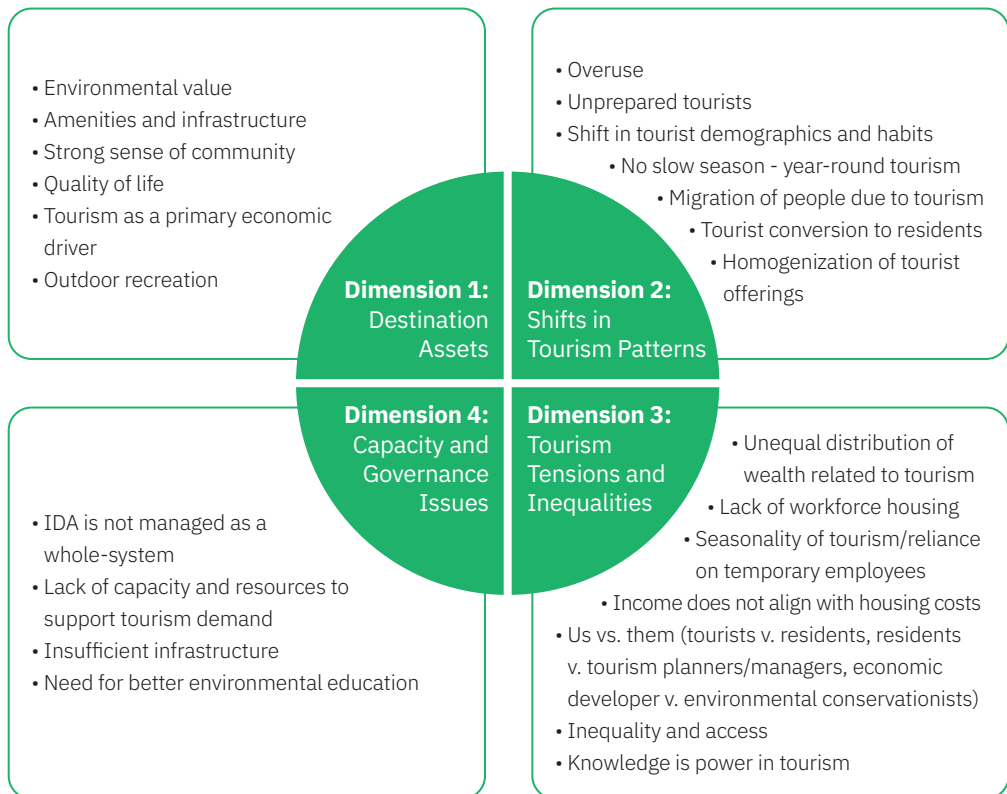 • Environmental value
• Amenities and infrastructure
• Strong sense of community
• Quality of life
• Tourism as a primary economic
driver
• Outdoor recreation
Dimension 1:
Destination
Assets
• Overuse
• Unprepared tourists
• Shift in tourist demographics and habits
• No slow season - year-round tourism
• Migration of people due to tourism
• Tourist conversion to residents
• Homogenization of tourist
offerings
Dimension 2:
Shifts in
Tourism Patterns
Dimension 4:
Capacity and
Governance
Issues
• IDA is not managed as a
whole-system
• Lack of capacity and resources to
support tourism demand
• Insufficient infrastructure
• Need for better environmental education
Dimension 3:
Tourism
Tensions and
Inequalities
• Unequal distribution of
wealth related to tourism
• Lack of workforce housing
• Seasonality of tourism/reliance
on temporary employees
• Income does not align with housing costs
• Us vs. them (tourists v. residents, residents
v. tourism planners/managers, economic
developer v. environmental conservationists)
• Inequality and access
• Knowledge is power in tourism